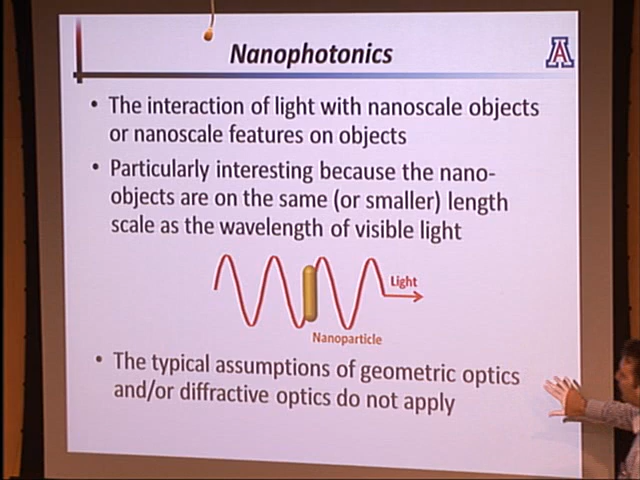 Nanophotonics
A
• The interaction of light with nanoscale objects
or nanoscale features on objects
• Particularly interesting because the nano-
objects are on the same (or smaller) length
scale as the wavelength of visible light
Light
Nanoparticle
• The typical assumptions of geometric optics
and/or diffractive optics do not apply